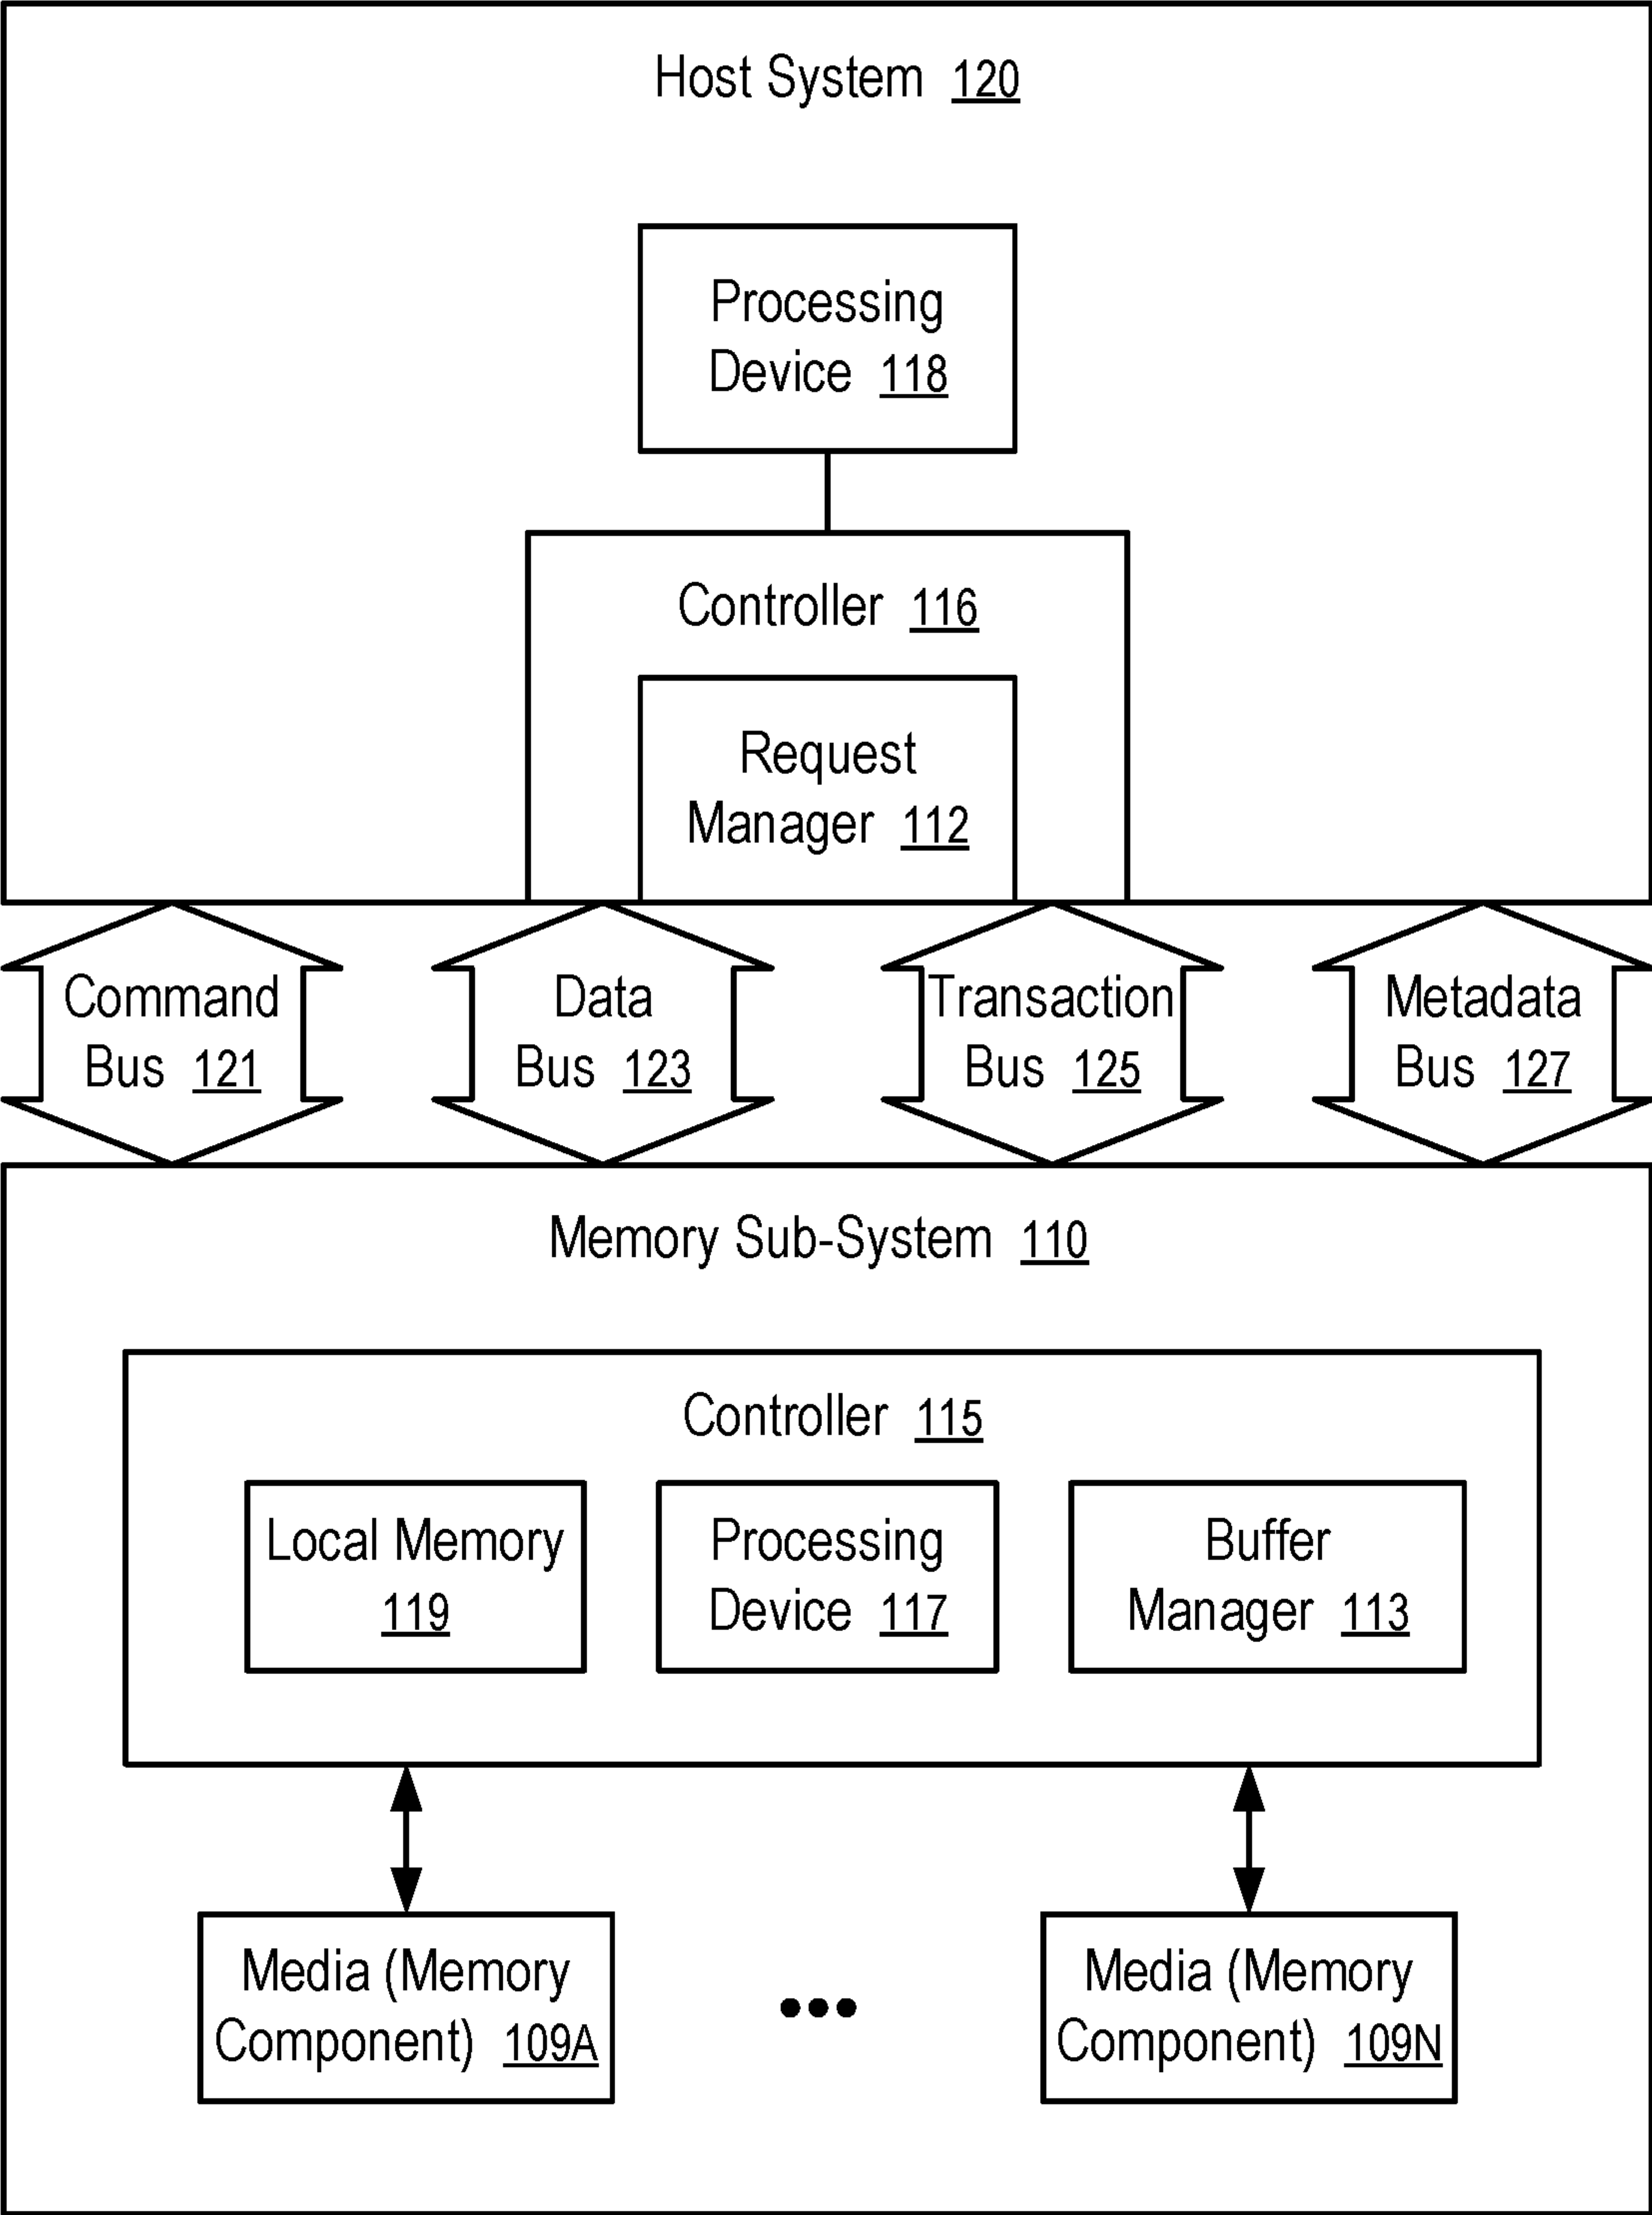 Host System 120
Processing
Device 118
Controller 116
Request
Manager 112
Command
Bus 121
Data
Bus 123
Transaction
Bus 125
Metadata
Bus 127
Memory Sub-System 110
Controller 115
Local Memory
119
Processing
Device 117
Buffer
Manager 113
Media (Memory
Component) 109A
Media (Memory
Component) 109N